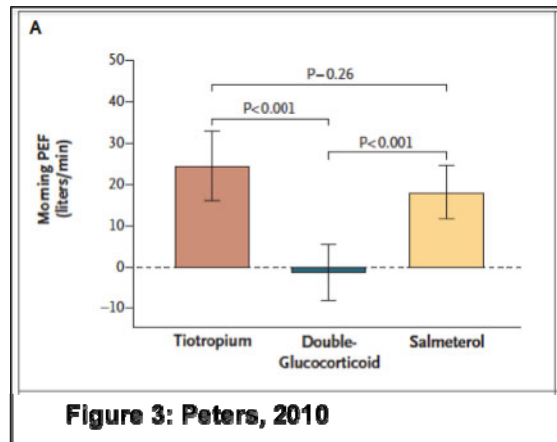 A
50
P=0.26
40
P<0.001
30
P<0.001
20
10
0
−10
Morning PEF
(liters/min)
Tiotropium
Double-
Glucocorticoid
Salmeterol
Figure 3: Peters, 2010